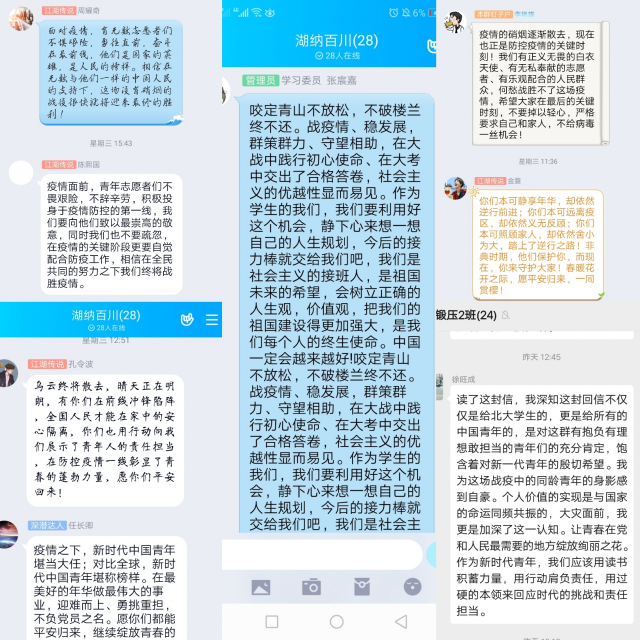 江湖传说 周耀奇
面对疫情，有无数志愿者们
不惧艰险，勇往直前，奋斗
在最前线，他们是国家的英
雄，是人民的榜样。相信在
无数与他们一样的中国人民
的支持下，这场没有硝烟的
战役很快就将迎来最终的胜
利！
星期三 15:43
江湖传说 陈熙国
疫情面前，青年志愿者们不
畏艰险，不辞辛劳，积极投
身于疫情防控的第一线，我
们要向他们致以最崇高的敬
意，同时我们也不要疏忽，
在疫情的关键阶段更要自觉
配合防疫工作，相信在全民
共同的努力之下我们终将战
胜疫情。
湖纳百川(28)
28人在线
星期三 12:51
江湖传说 孔令波
乌云终将散去，晴天正在明
朗，有你们在前线冲锋陷阵
，全国人民才能在家中的安
心隔离，你们也用行动向我
们展示了青年人的责任担当
，在防控疫情一线彰显了青
春的蓬勃力量，愿你们平安
回来！
深潜达人 任长卿
疫情之下，新时代中国青年
堪当大任；对比全球，新时
代中国青年堪称榜样。在最
美好的年华做最伟大的事
业，迎难而上、勇挑重担，
不负党员之名。愿你们都能
平安归来，继续绽放青春的
4G 6%
湖纳百川(28)
28人在线
管理员 学习委员 张宸嘉
咬定青山不放松，不破楼兰
终不还。战疫情、稳发展，
群策群力、守望相助，在大
战中践行初心使命、在大考
中交出了合格答卷，社会主
义的优越性显而易见。作为
学生的我们，我们要利用好
这个机会，静下心来想一想
自己的人生规划，今后的接
力棒就交给我们吧，我们是
社会主义的接班人，是祖国
未来的希望，会树立正确的
人生观，价值观，把我们的
祖国建设得更加强大，是我
们每个人的终生使命。中国
一定会越来越好!咬定青山
不放松，不破楼兰终不还。
战疫情、稳发展，群策群
力、守望相助，在大战中践
行初心使命、在大考中交出
了合格答卷，社会主义的优
越性显而易见。作为学生的
我们，我们要利用好这个机
会，静下心来想一想自己的
人生规划，今后的接力棒就
交给我们吧，我们是社会主
疫情的硝烟逐渐散去，现在
也正是防控疫情的关键时
刻！我们有正义无畏的白衣
天使、有无私奉献的志愿
者、有乐观配合的人民群
众，何愁战胜不了这场疫
情，希望大家在最后的关键
时刻，不要掉以轻心，严格
要求自己和家人，不给病毒
一丝机会！
星期三 11:36
江湖传说 金蔓
你们本可静享年华，却依然
逆行前进；你们本可远离疫
区，却依然义无反顾；你们
本可照顾家人，却依然舍小
为大，踏上了逆行之路！非
典时期，他们保护你，而现
在，你来守护大家！春暖花
开之际，愿平安归来，一同
赏樱！
锻压2班(24)
昨天 12:45
徐旺成
读了这封信，我深知这封回信不仅
仅是给北大学生的，更是给所有的
中国青年的，是对这群有抱负有理
想敢担当的青年们的充分肯定，饱
含着对新一代青年的殷切希望。我
为这场战疫中的同龄青年的身影感
到自豪。个人价值的实现是与国家
的命运同频共振的，大灾面前，我
更是加深了这一认知。让青春在党
和人民最需要的地方绽放绚丽之花。
作为新时代青年，我们应该用读书
积蓄力量，用行动肩负责任，用过
硬的本领来回应时代的挑战和责任
担当。